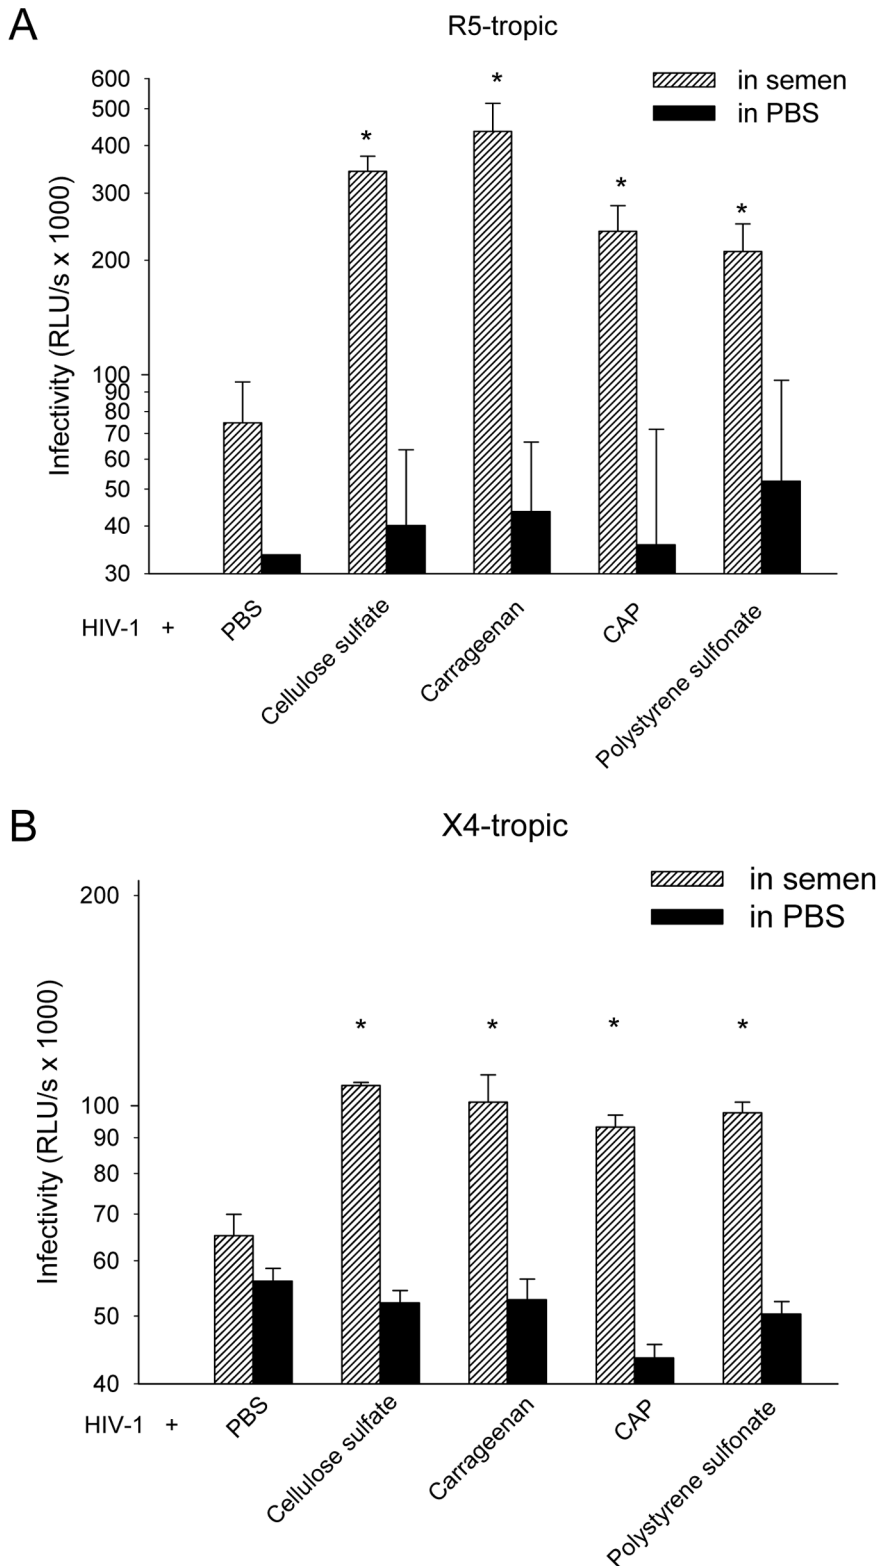 A
R5-tropic
in semen
in PBS
Infectivity (RLU/s x 1000)
600
500
400
300
200
100
90
80
70
60
50
40
30
*
*
*
*
HIV-1 +
PBS
Cellulose sulfate
Carrageenan
CAP
Polystyrene sulfonate
B
X4-tropic
in semen
in PBS
Infectivity (RLU/s x 1000)
200
100
90
80
70
60
50
40
*
*
*
*
HIV-1 +
PBS
Cellulose sulfate
Carrageenan
CAP
Polystyrene sulfonate